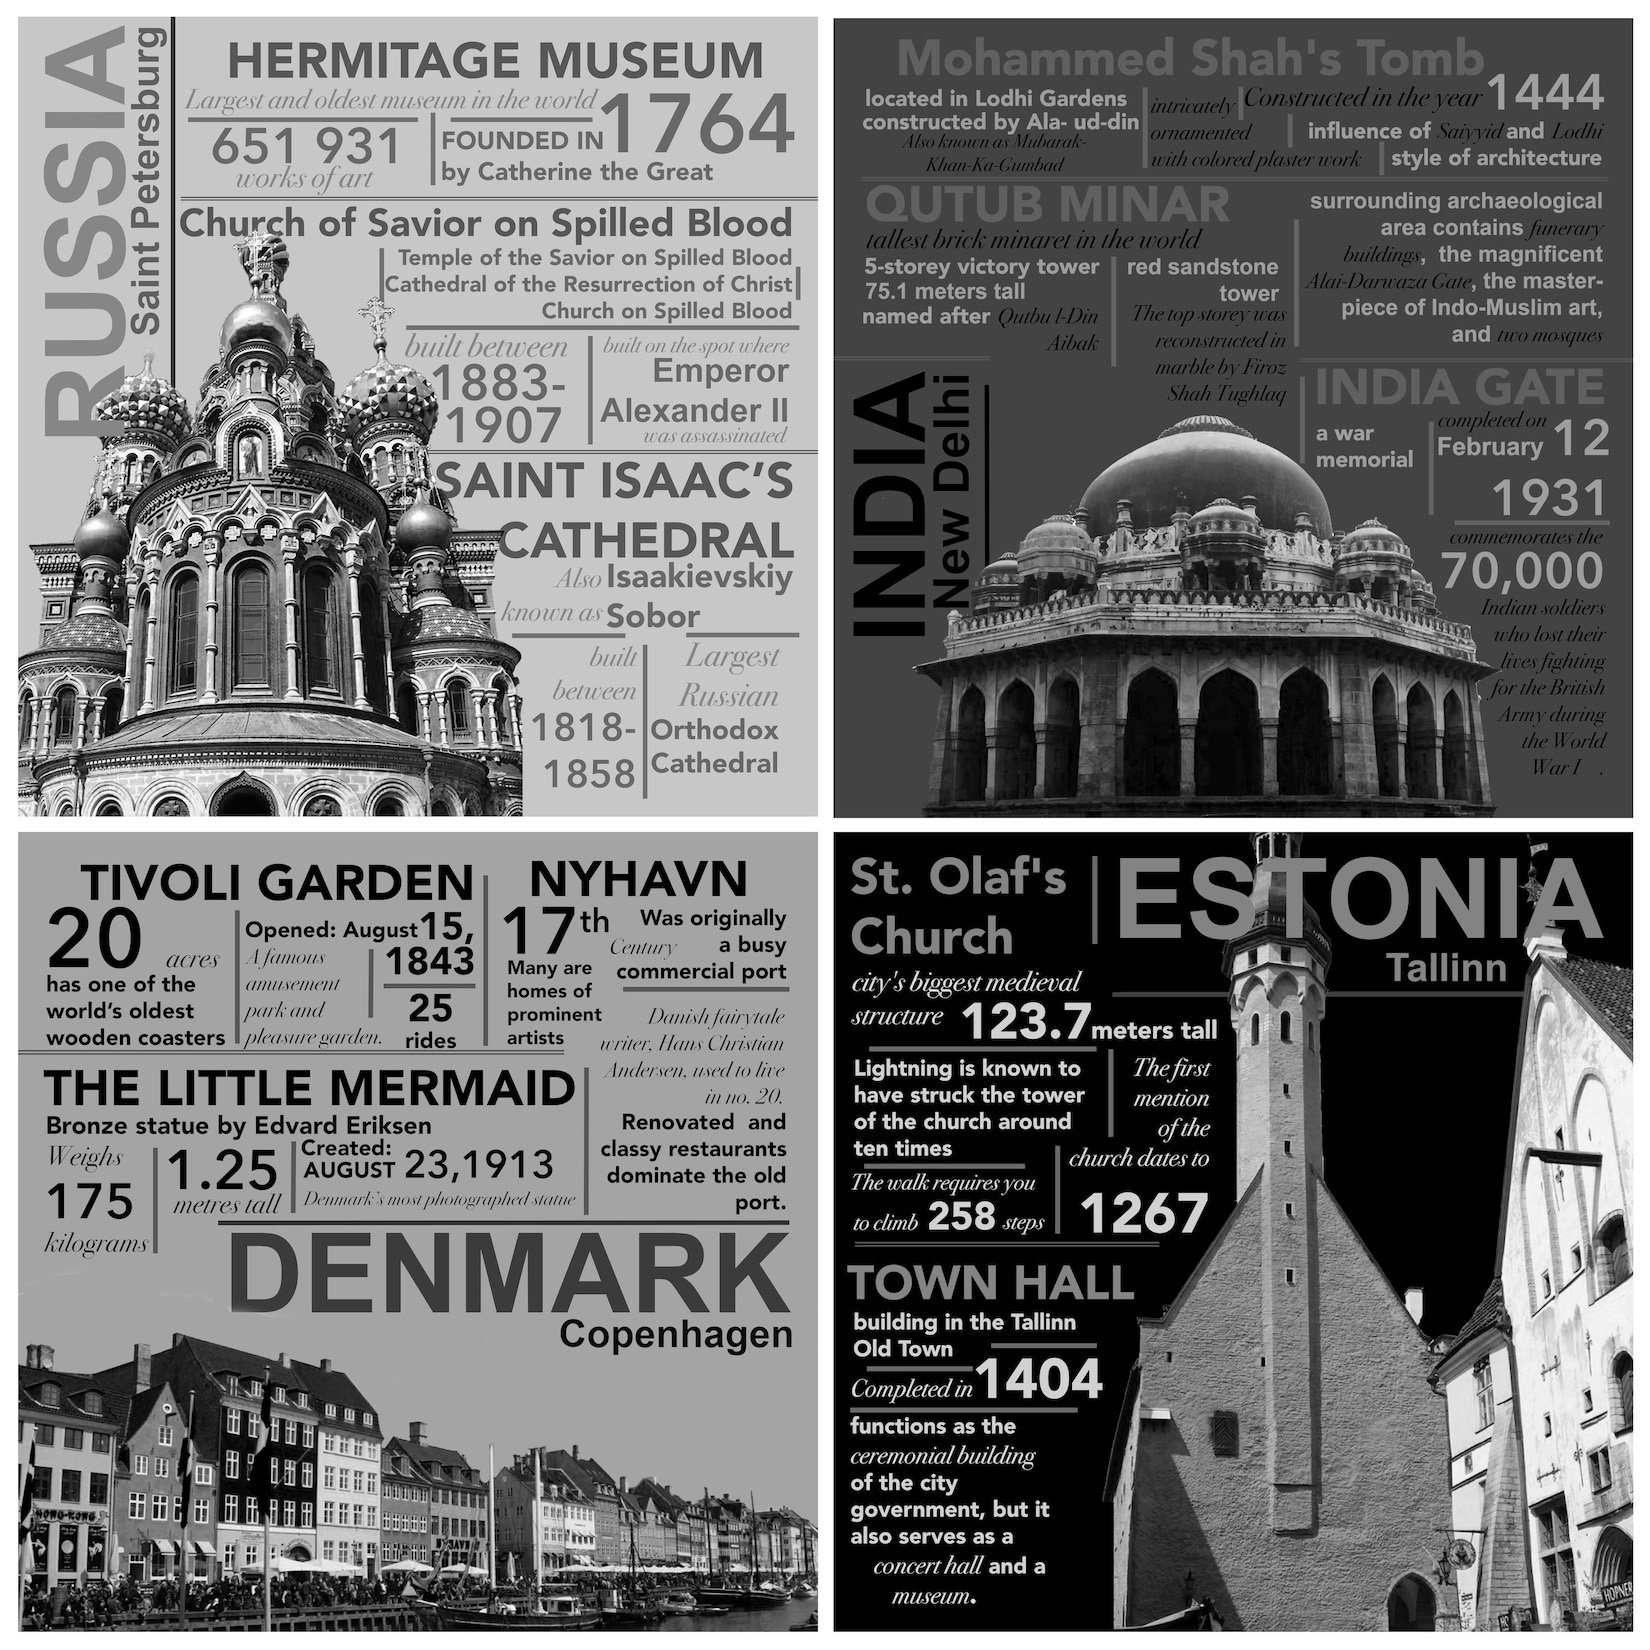 RUSSIA
Saint Petersburg
HERMITAGE MUSEUM
Largest and oldest museum in the world
651 931
works of art
FOUNDED IN 1764
by Catherine the Great
Church of Savior on Spilled Blood
Temple of the Savior on Spilled Blood
Cathedral of the Resurrection of Christ
Church on Spilled Blood
built between
1883-
1907
built on the spot where
Emperor
Alexander II
was assassinated
SAINT ISAAC'S
CATHEDRAL
Also Isaakievskiy
known as Sobor
built
between
1818-
1858
Largest
Russian
Orthodox
Cathedral
Mohammed Shah's Tomb
located in Lodhi Gardens
constructed by Ala- ud-din
Also known as Mubarak-
Khan-Ka-Gumbad
intricately
ornamented
with colored plaster work
Constructed in the year 1444
influence of Saiyyid and Lodhi
style of architecture
QUTUB MINAR
tallest brick minaret in the world
5-storey victory tower
75.1 meters tall
named after Qutbu l-Din
Aibak
red sandstone
tower
The top storey was
reconstructed in
marble by Firoz
Shah Tughlaq
surrounding archaeological
area contains funerary
buildings, the magnificent
Alai-Darwaza Gate, the master-
piece of Indo-Muslim art,
and two mosques
INDIA
New Delhi
INDIA GATE
a war
memorial
completed on
February 12
1931
commemorates the
70,000
Indian soldiers
who lost their
lives fighting
for the British
Army during
the World
War I .
TIVOLI GARDEN
20
acres
has one of the
world's oldest
wooden coasters
Opened: August 15,
1843
A famous
amusement
park and
pleasure garden.
25
rides
NYHAVN
17th
Century
Many are
homes of
prominent
artists
Was originally
a busy
commercial port
Danish fairytale
writer, Hans Christian
Andersen, used to live
in no. 20.
Renovated and
classy restaurants
dominate the old
port.
THE LITTLE MERMAID
Bronze statue by Edvard Eriksen
Weighs
175
kilograms
1.25
metres tall
Created:
AUGUST 23,1913
Denmark's most photographed statue
DENMARK
Copenhagen
HONG-KONG
St. Olaf's
Church
ESTONIA
Tallinn
city's biggest medieval
structure 123.7 meters tall
Lightning is known to
have struck the tower
of the church around
ten times
The walk requires you
to climb 258 steps
The first
mention
of the
church dates to
1267
TOWN HALL
building in the Tallinn
Old Town
Completed in 1404
functions as the
ceremonial building
of the city
government, but it
also serves as a
concert hall and a
museum.